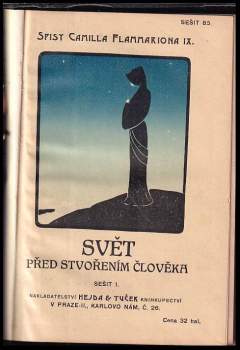 SEŠIT 85.
SPISY CAMILLA FLAMMARIONA IX.
SVĚT
PŘED STVOŘENÍM ČLOVĚKA
SEŠIT 1.
NAKLADATELSTVÍ HEJDA & TUČEK KNIHKUPECTVÍ
V PRAZE-II., KARLOVO NÁM. Č. 26.
Cena 32 hal.